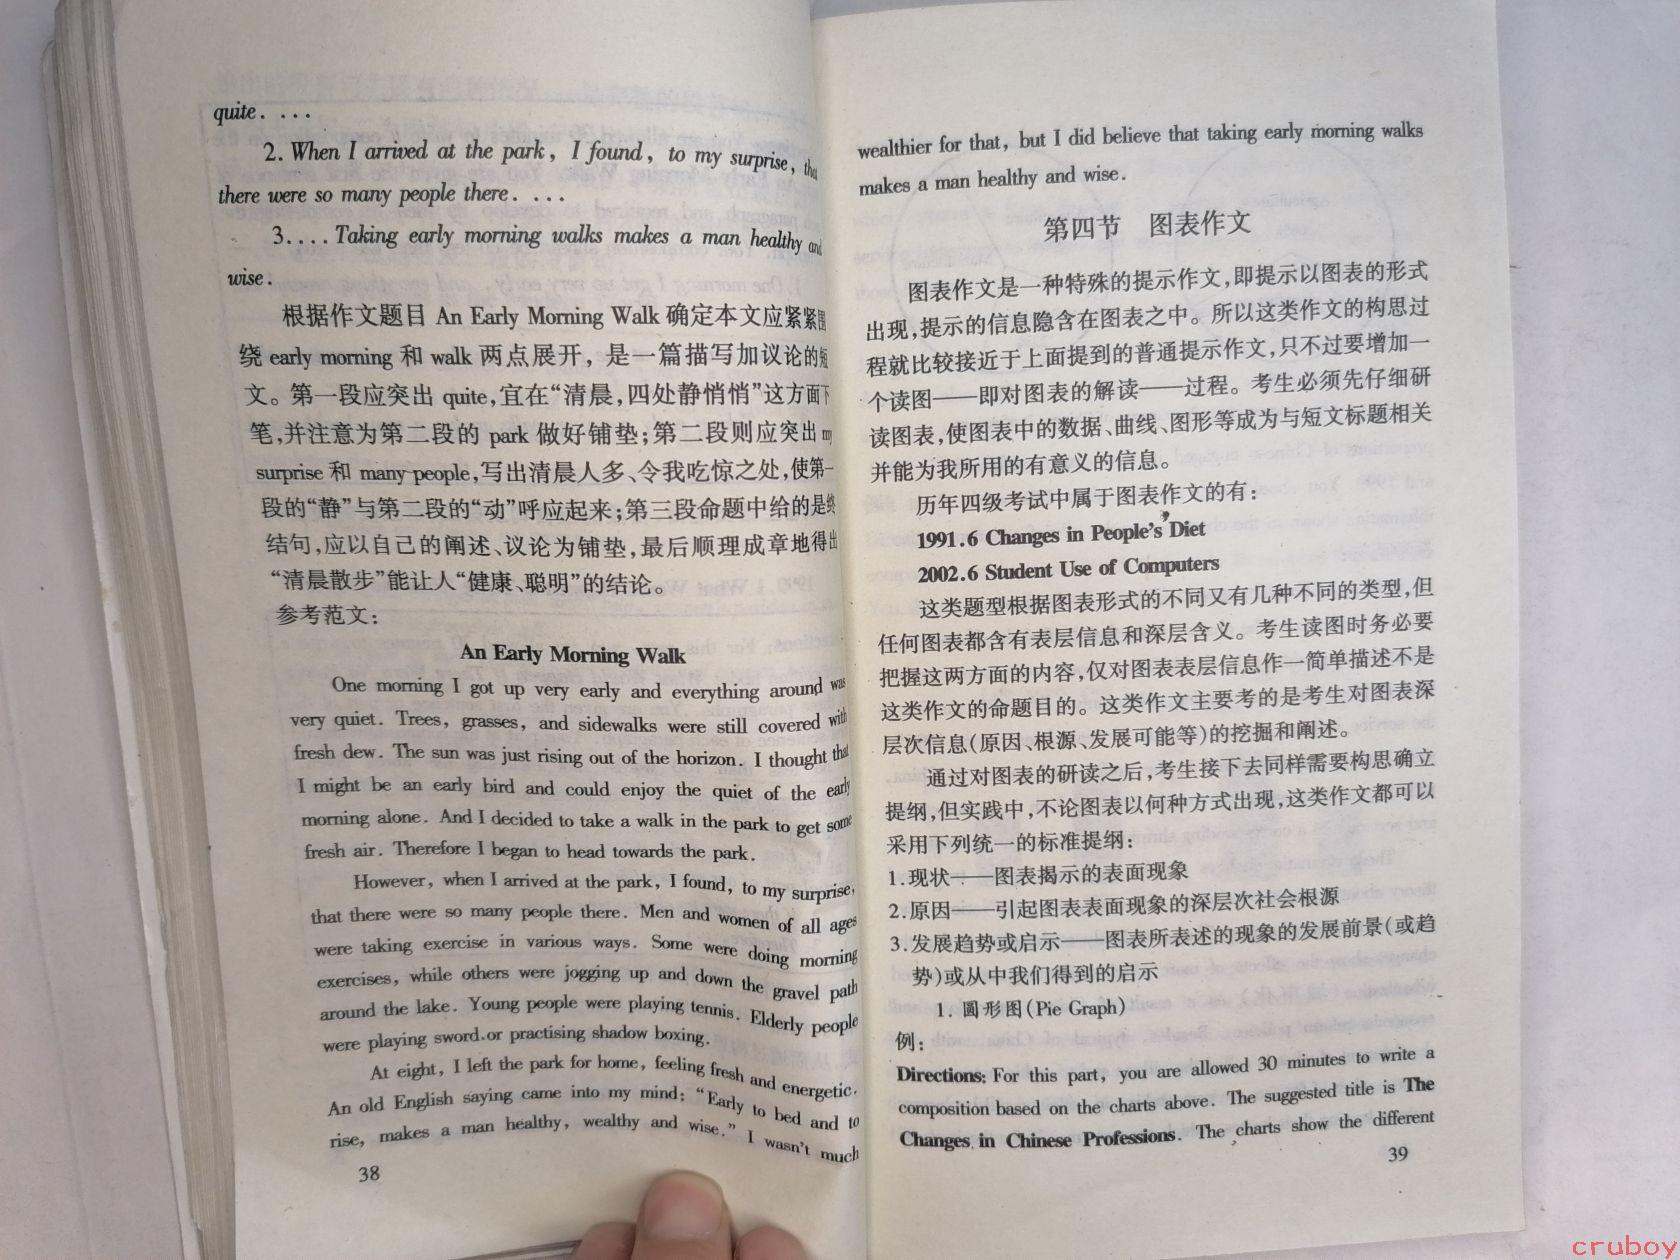 quite. ...
2. When I arrived at the park, I found, to my surprise, that
there were so many people there. ...
3. ... Taking early morning walks makes a man healthy and
wise.
根据作文题目 An Early Morning Walk 确定本文应紧紧围
绕 early morning 和 walk 两点展开，是一篇描写加议论的短
文。第一段应突出 quite,宜在“清晨,四处静悄悄”这方面下
笔,并注意为第二段的 park 做好铺垫;第二段则应突出 my
surprise 和 many people,写出清晨人多、令我吃惊之处,使第一
段的“静”与第二段的“动”呼应起来;第三段命题中给的是终
结句,应以自己的阐述、议论为铺垫,最后顺理成章地得出
“清晨散步”能让人“健康、聪明”的结论。
参考范文:
An Early Morning Walk
One morning I got up very early and everything around was
very quiet. Trees, grasses, and sidewalks were still covered with
fresh dew. The sun was just rising out of the horizon. I thought that
I might be an early bird and could enjoy the quiet of the early
morning alone. And I decided to take a walk in the park to get some
fresh air. Therefore I began to head towards the park.
However, when I arrived at the park, I found, to my surprise,
that there were so many people there. Men and women of all ages
were taking exercise in various ways. Some were doing morning
exercises, while others were jogging up and down the gravel path
around the lake. Young people were playing tennis. Elderly people
were playing sword or practising shadow boxing.
At eight, I left the park for home, feeling fresh and energetic.
An old English saying came into my mind: “Early to bed and to
rise, makes a man healthy, wealthy and wise.” I wasn't much
38
wealthier for that, but I did believe that taking early morning walks
makes a man healthy and wise.
第四节 图表作文
图表作文是一种特殊的提示作文,即提示以图表的形式
出现,提示的信息隐含在图表之中。所以这类作文的构思过
程就比较接近于上面提到的普通提示作文,只不过要增加一
个读图——即对图表的解读——过程。考生必须先仔细研
读图表,使图表中的数据、曲线、图形等成为与短文标题相关
并能为我所用的有意义的信息。
历年四级考试中属于图表作文的有:
1991.6 Changes in People's Diet
2002.6 Student Use of Computers
这类题型根据图表形式的不同又有几种不同的类型,但
任何图表都含有表层信息和深层含义。考生读图时务必要
把握这两方面的内容,仅对图表表层信息作一简单描述不是
这类作文的命题目的。这类作文主要考的是考生对图表深
层次信息(原因、根源、发展可能等)的挖掘和阐述。
通过对图表的研读之后,考生接下去同样需要构思确立
提纲,但实践中,不论图表以何种方式出现,这类作文都可以
采用下列统一的标准提纲:
1.现状——图表揭示的表面现象
2.原因——引起图表表面现象的深层次社会根源
3.发展趋势或启示——图表所表述的现象的发展前景(或趋
势)或从中我们得到的启示
1. 圆形图(Pie Graph)
例:
Directions: For this part, you are allowed 30 minutes to write a
composition based on the charts above. The suggested title is The
Changes in Chinese Professions. The charts show the different
39
cruboy